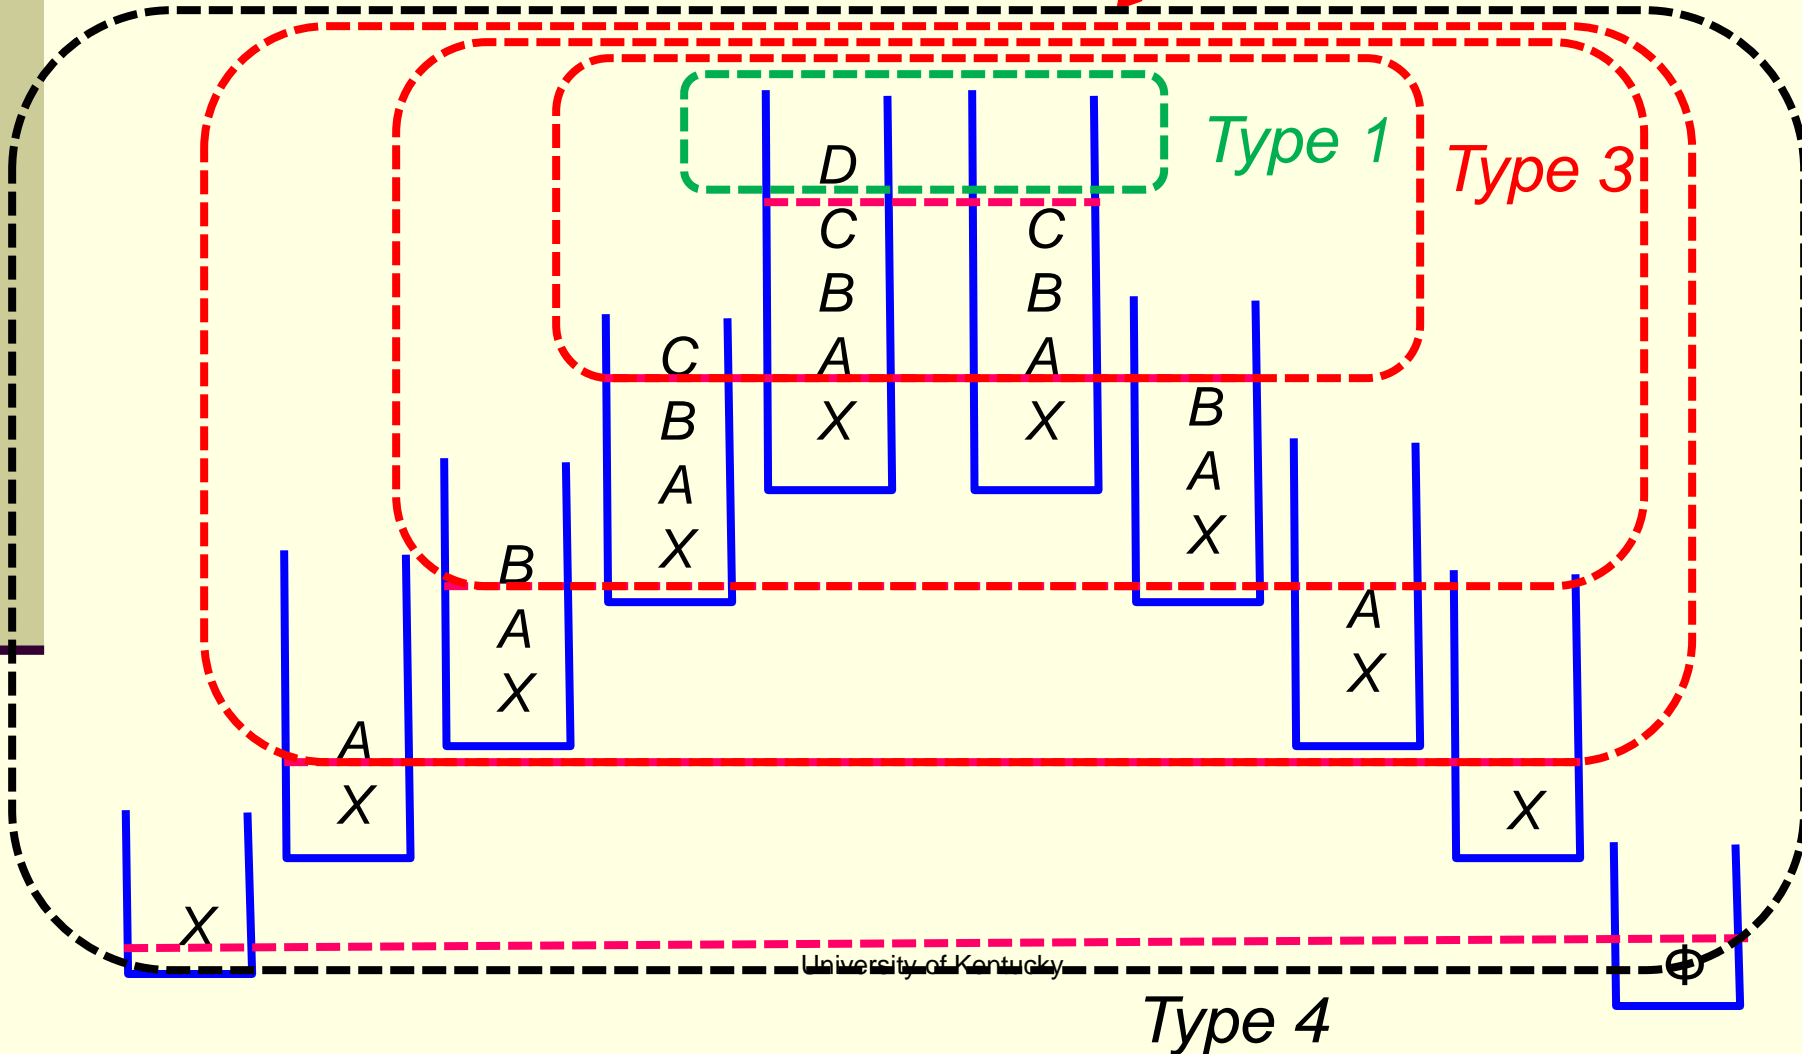 Type 1
Type 3
D
C C
B B
C A A
B X X B
A A
X X
B A
A X
X
A
X X
X
Φ
University of Kentucky
Type 4